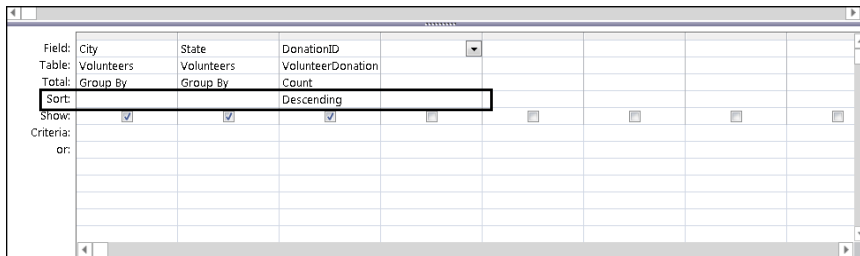 Field: City State DonationID
Table: Volunteers Volunteers VolunteerDonation
Total: Group By Group By Count
Sort: Descending
Show:
Criteria:
or: